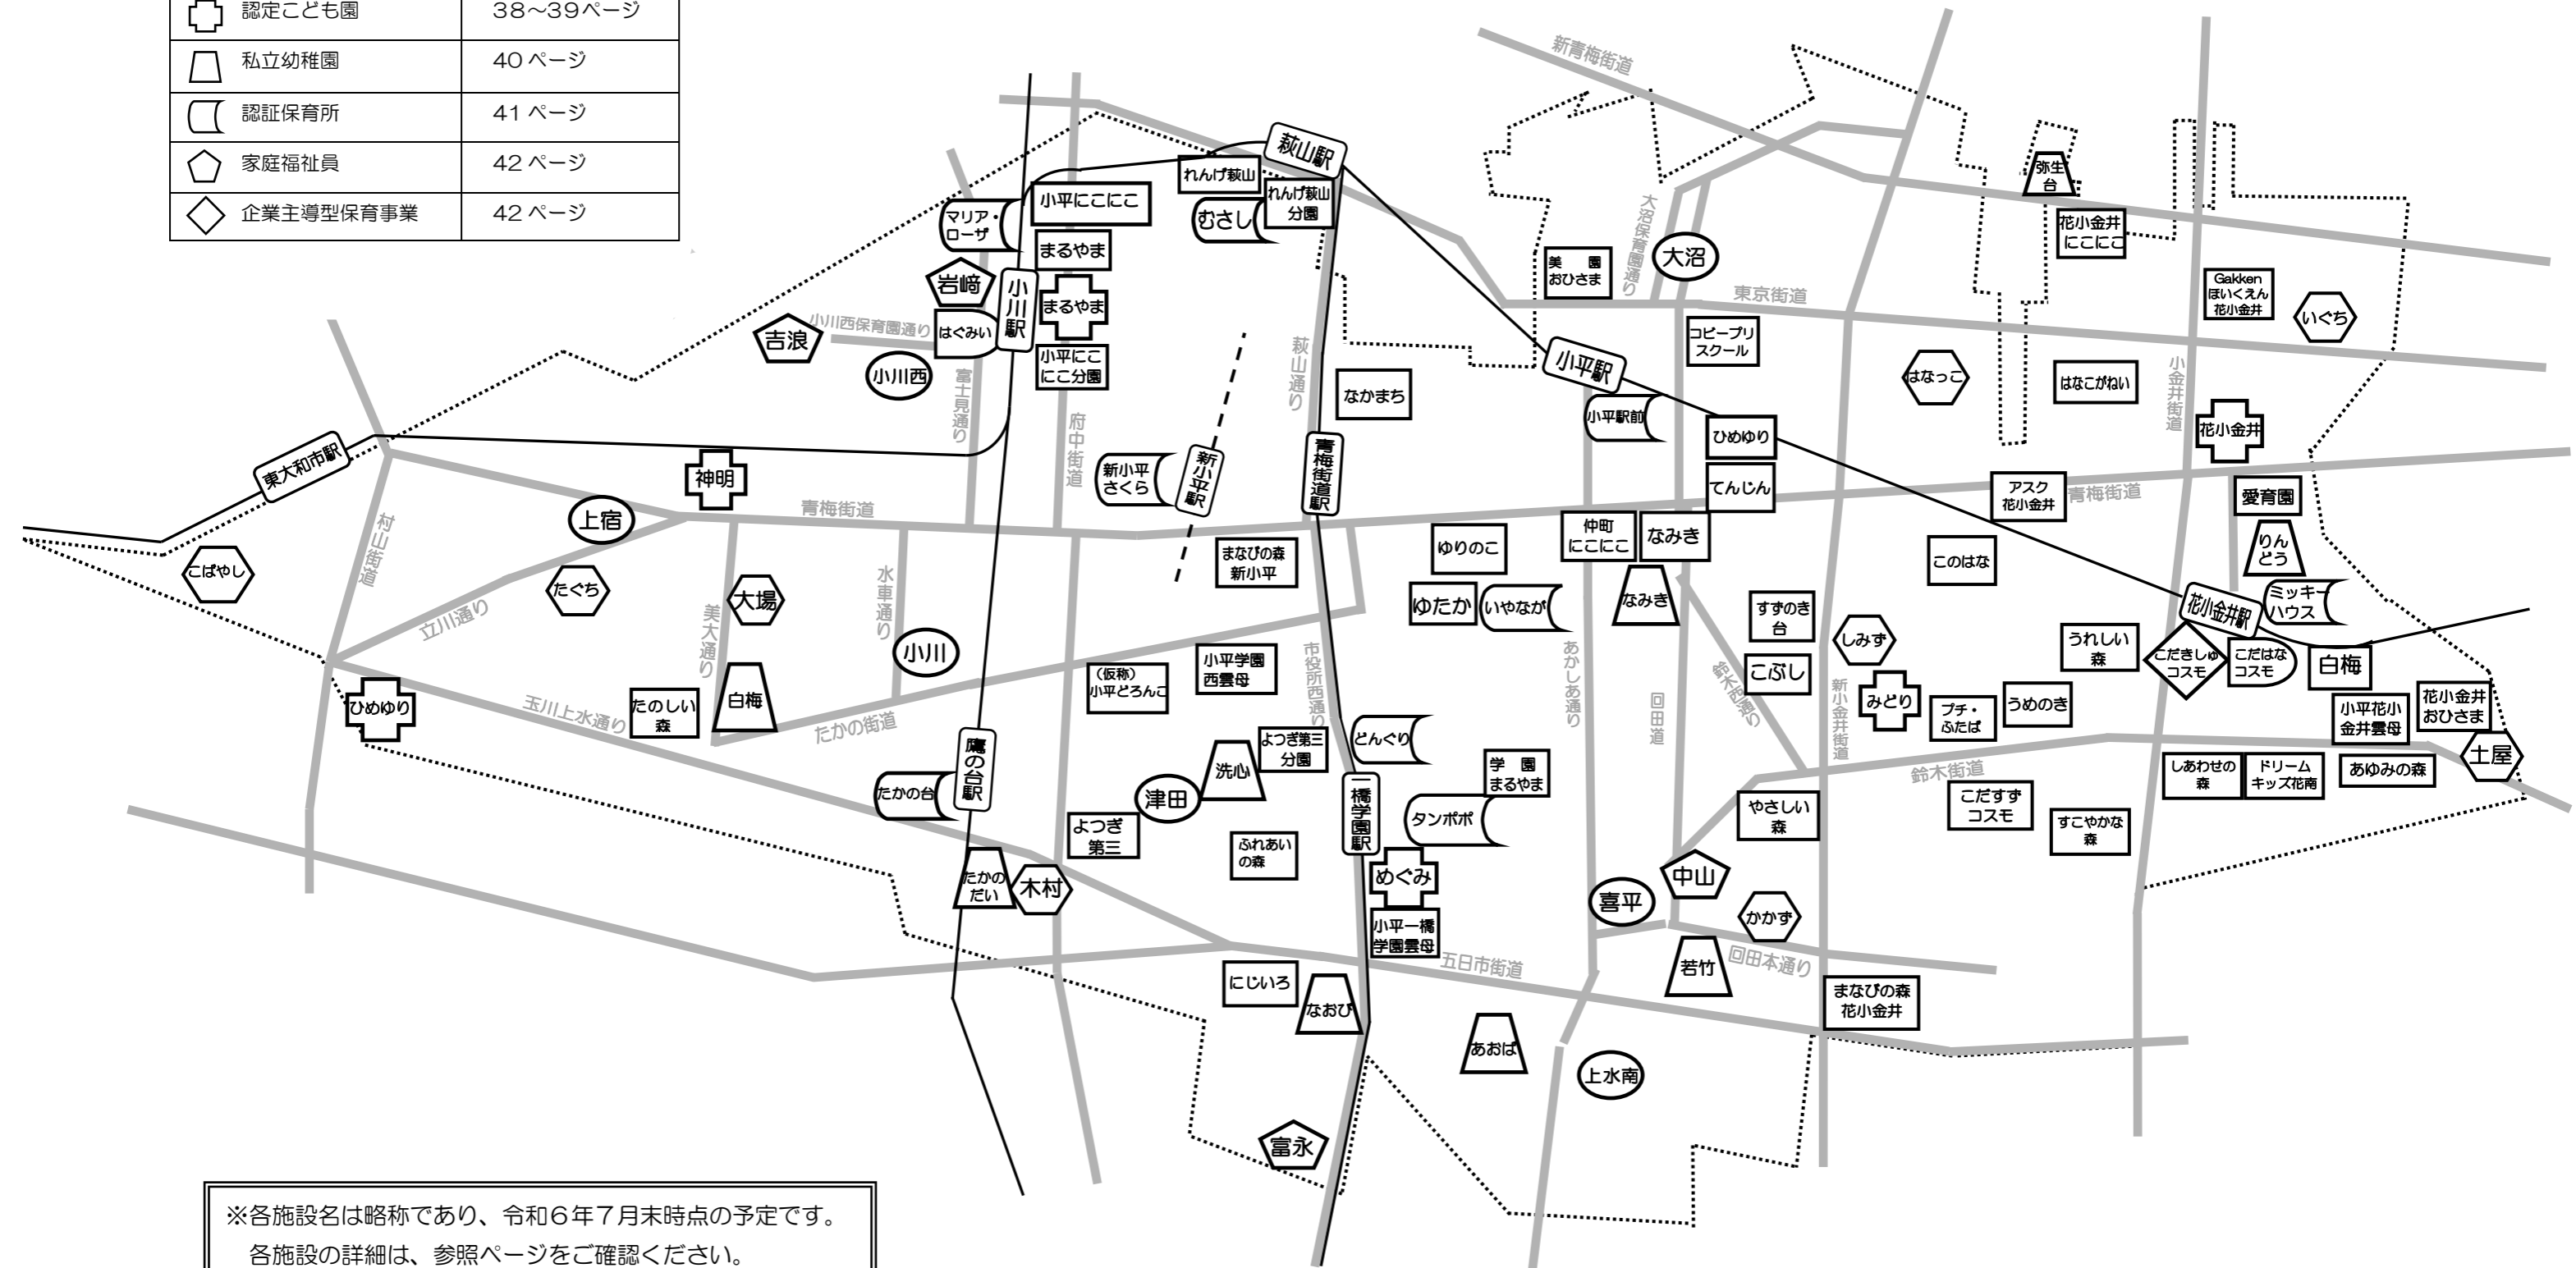 認定こども園
38～39ページ
私立幼稚園
40 ページ
認証保育所
41 ページ
家庭福祉員
42 ページ
企業主導型保育事業
42 ページ
新青梅街道
萩山駅
れんげ萩山
れんげ萩山
分園
むさし
小平にこにこ
マリア・
ローザ
まるやま
岩﨑
小川駅
まるやま
はぐみい
小平にこ
にこ分園
吉浪
小川西保育園通り
小川西
富士見通り
府中街道
萩山通り
なかまち
大沼保育園通り
大沼
美　園
おひさま
東京街道
コピープリ
スクール
小平駅
小平駅前
ひめゆり
てんじん
弥生
台
花小金井
にこにこ
Gakken
ほいくえん
花小金井
いぐち
はなっこ
はなこがねい
小金井街道
花小金井
アスク
花小金井
青梅街道
愛育園
りん
どう
東大和市駅
神明
上宿
青梅街道
新小平
さくら
新小平駅
青梅街道駅
村山街道
こばやし
たぐち
立川通り
美大通り
大場
水車通り
小川
まなびの森
新小平
ゆりのこ
仲町
にこにこ
なみき
ゆたか
いやなが
なみき
このはな
すずのき
台
しみず
こぶし
花小金井駅
ミッキー
ハウス
うれしい
森
こだきしゅ
コスモ
こだはな
コスモ
白梅
ひめゆり
たのしい
森
白梅
玉川上水通り
たかの街道
（仮称）
小平どろんこ
小平学園
西雲母
市役所西通り
あかしあ通り
回田道
鈴木西通り
新小金井街道
みどり
プチ・
ふたば
うめのき
小平花小
金井雲母
花小金井
おひさま
土屋
鷹の台駅
たかの台
よつぎ第三
分園
洗心
津田
どんぐり
一橋学園駅
学　園
まるやま
タンポポ
鈴木街道
しあわせの
森
ドリーム
キッズ花南
あゆみの森
やさしい
森
こだすず
コスモ
すこやかな
森
よつぎ
第三
ふれあい
の森
たかの
だい
木村
めぐみ
小平一橋
学園雲母
喜平
中山
かかず
若竹
回田本通り
五日市街道
にじいろ
なおび
まなびの森
花小金井
あおば
上水南
富永
※各施設名は略称であり、令和６年７月末時点の予定です。
各施設の詳細は、参照ページをご確認ください。